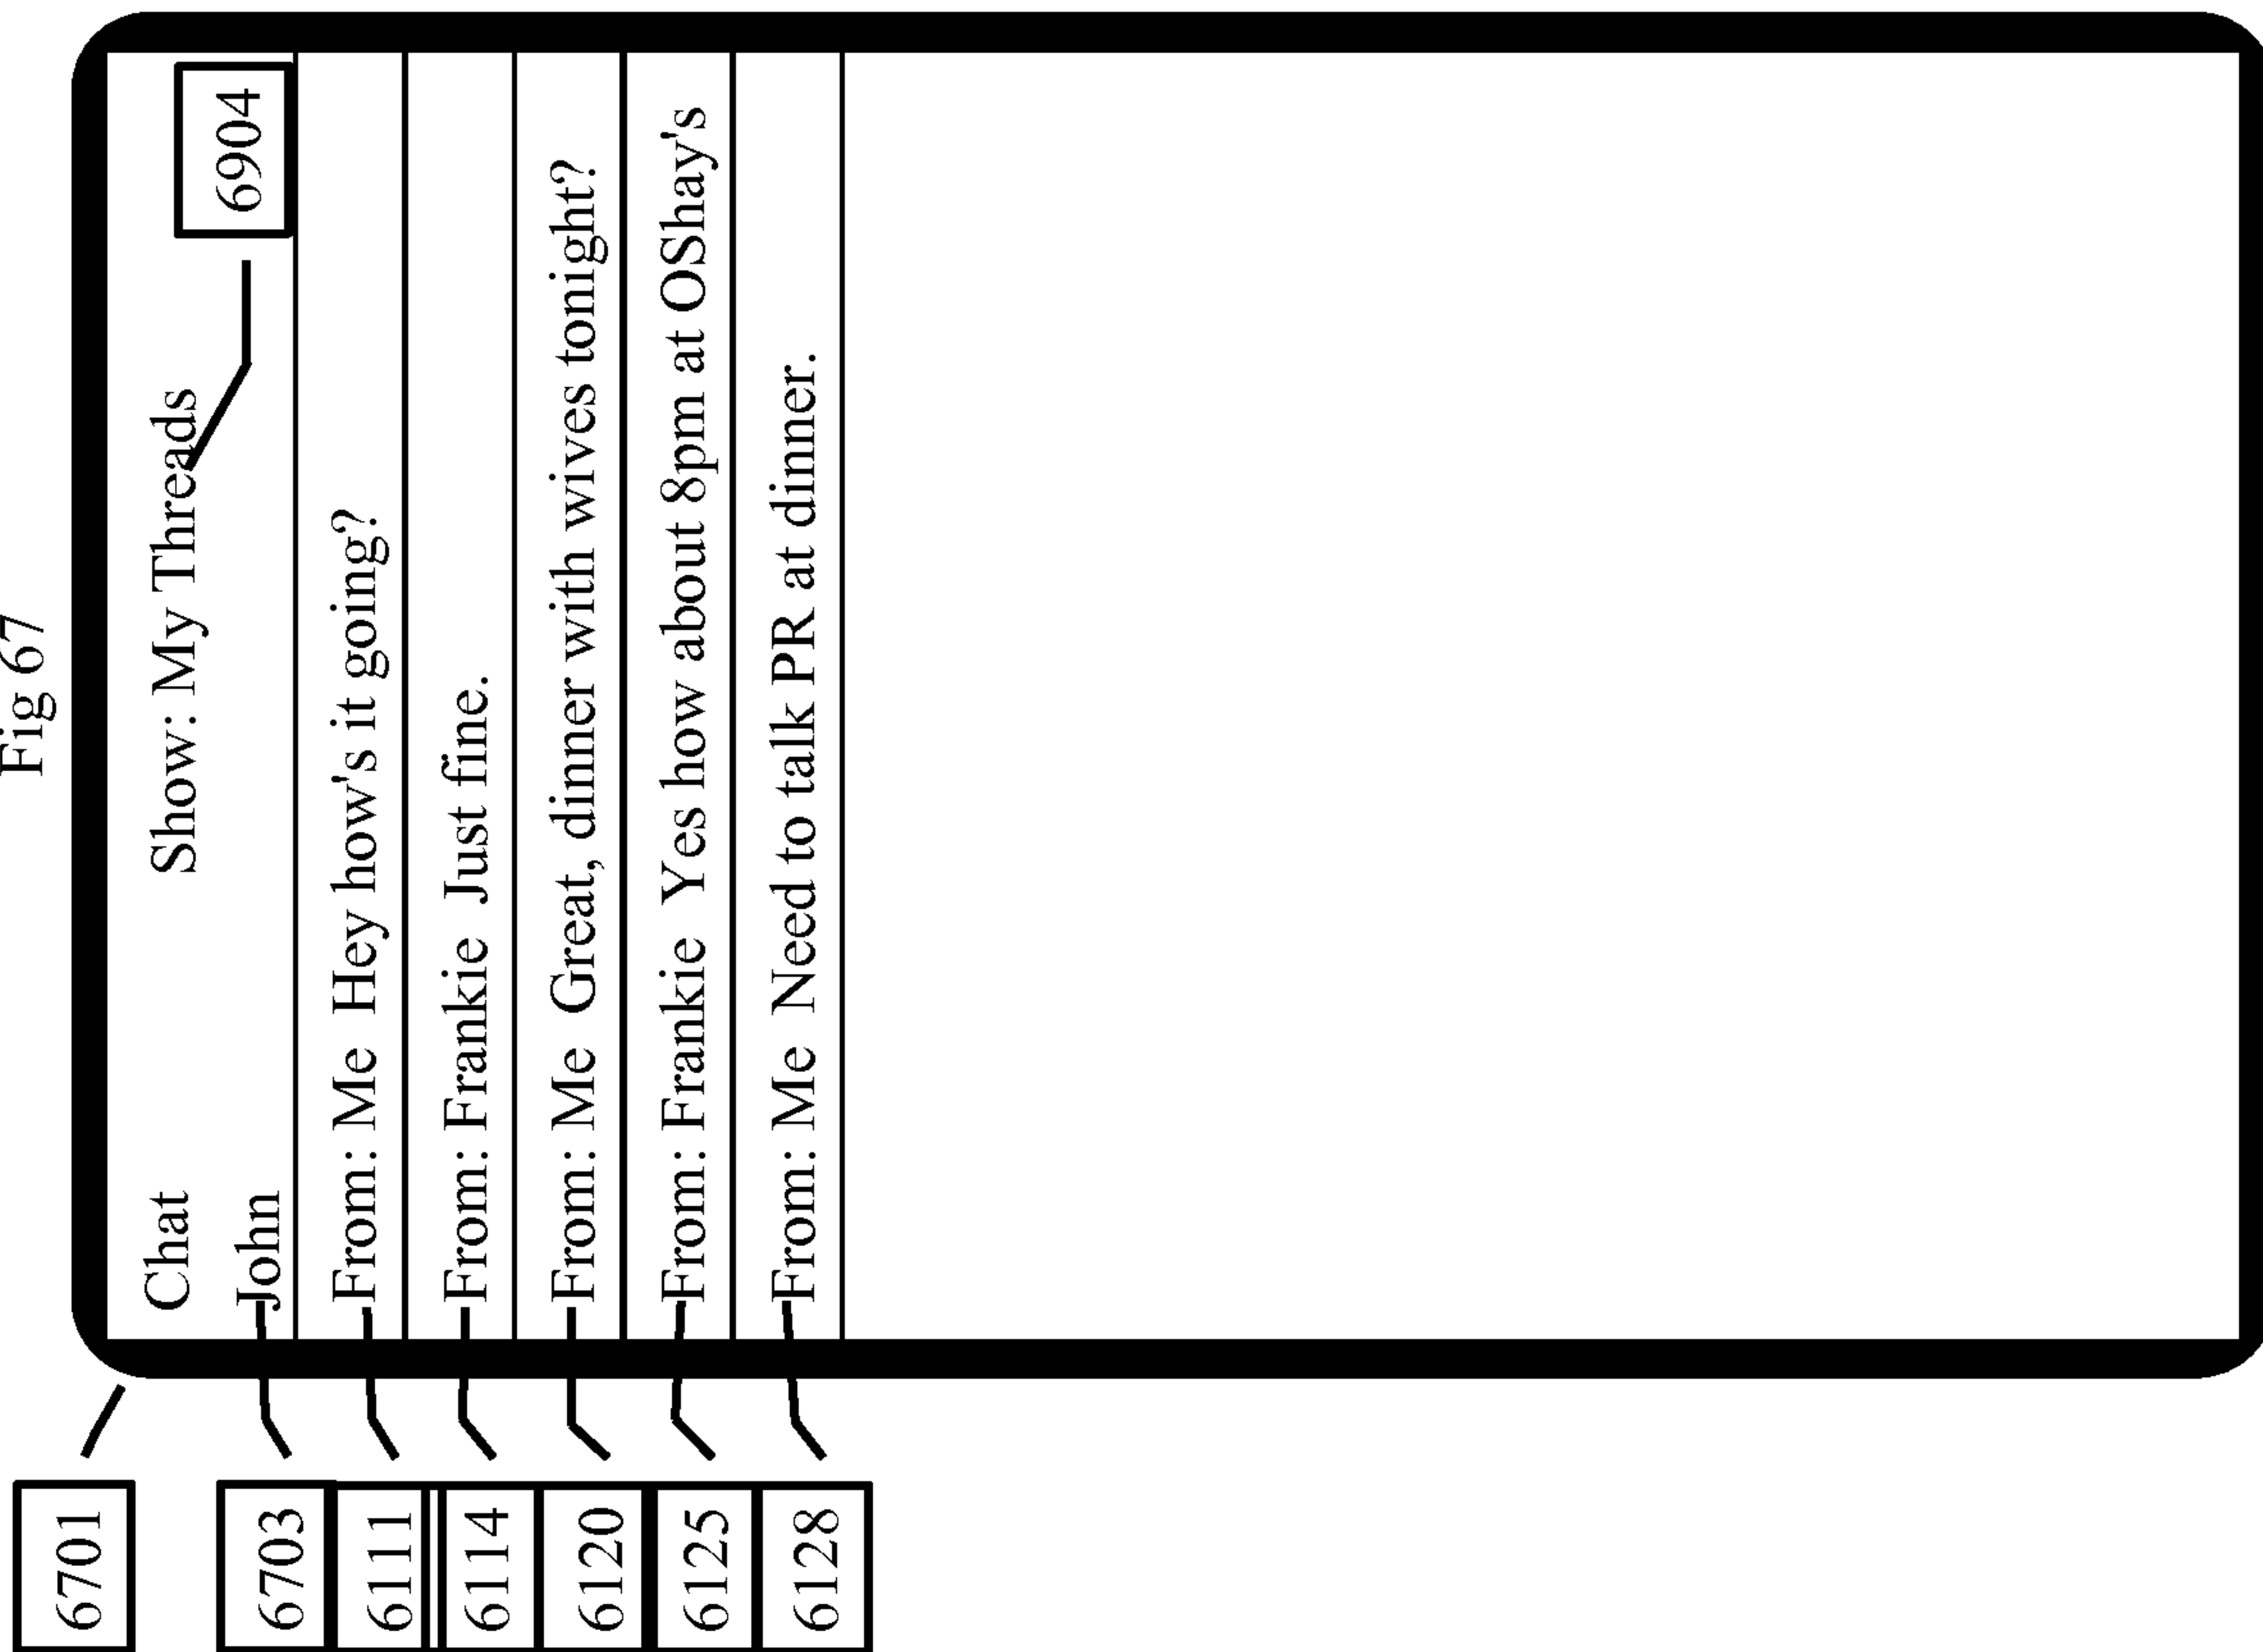 Fig 67
6701
Chat Show: My Threads
6703 John 6904
6111 From: Me Hey how's it going?
6114 From: Frankie Just fine.
6120 From: Me Great, dinner with wives tonight?
6125 From: Frankie Yes how about 8pm at OShay's
6128 From: Me Need to talk PR at dinner.